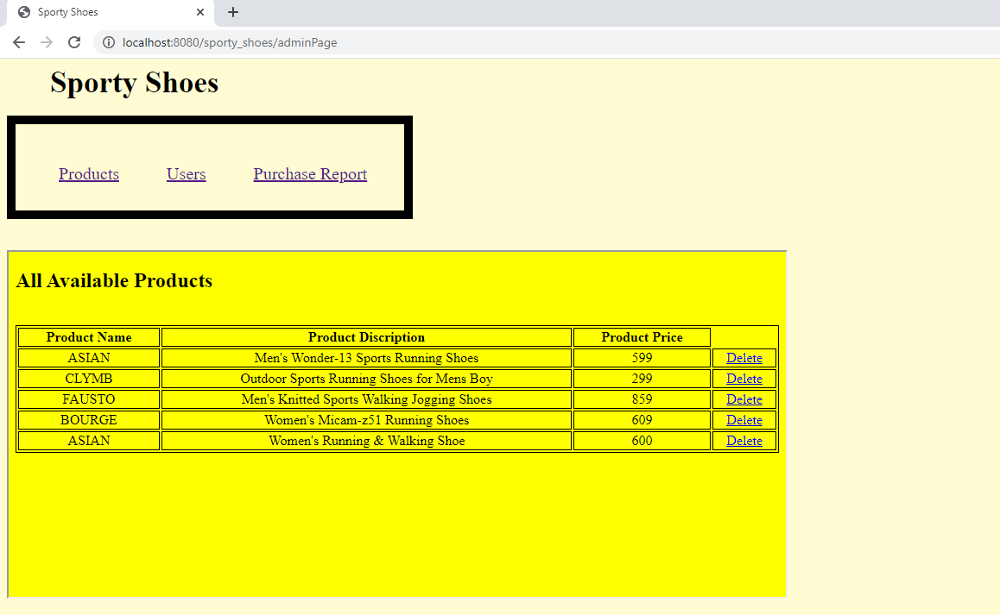 Sporty Shoes
localhost:8080/sporty_shoes/adminPage
Sporty Shoes
Products Users Purchase Report
All Available Products
Product Name Product Discription Product Price
ASIAN Men's Wonder-13 Sports Running Shoes 599 Delete
CLYMB Outdoor Sports Running Shoes for Mens Boy 299 Delete
FAUSTO Men's Knitted Sports Walking Jogging Shoes 859 Delete
BOURGE Women's Micam-z51 Running Shoes 609 Delete
ASIAN Women's Running & Walking Shoe 600 Delete